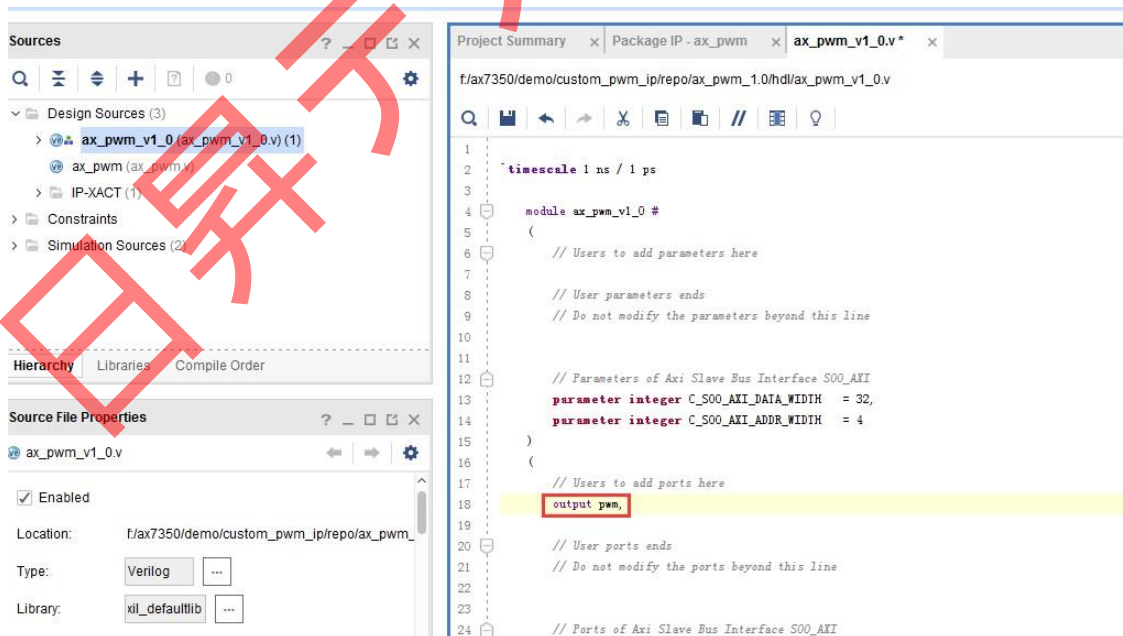 Sources
? _ □ X
0
Design Sources (3)
ax_pwm_v1_0 (ax_pwm_v1_0.v) (1)
ax_pwm (ax_pwm.v)
IP-XACT (1)
Constraints
Simulation Sources (2)
Hierarchy Libraries Compile Order
Source File Properties
? _ □ X
ax_pwm_v1_0.v
Enabled
Location: f:/ax7350/demo/custom_pwm_ip/repo/ax_pwm_
Type: Verilog ...
Library: xil_defaultlib ...
Project Summary × Package IP - ax_pwm × ax_pwm_v1_0.v * ×
f:/ax7350/demo/custom_pwm_ip/repo/ax_pwm_1.0/hdl/ax_pwm_v1_0.v
1
2 `timescale 1 ns / 1 ps
3
4 module ax_pwm_v1_0 #
5 (
6 // Users to add parameters here
7
8 // User parameters ends
9 // Do not modify the parameters beyond this line
10
11
12 // Parameters of Axi Slave Bus Interface S00_AXI
13 parameter integer C_S00_AXI_DATA_WIDTH = 32,
14 parameter integer C_S00_AXI_ADDR_WIDTH = 4
15 )
16 (
17 // Users to add ports here
18 output pwm,
19
20 // User ports ends
21 // Do not modify the ports beyond this line
22
23
24 // Ports of Axi Slave Bus Interface S00_AXI
日昇